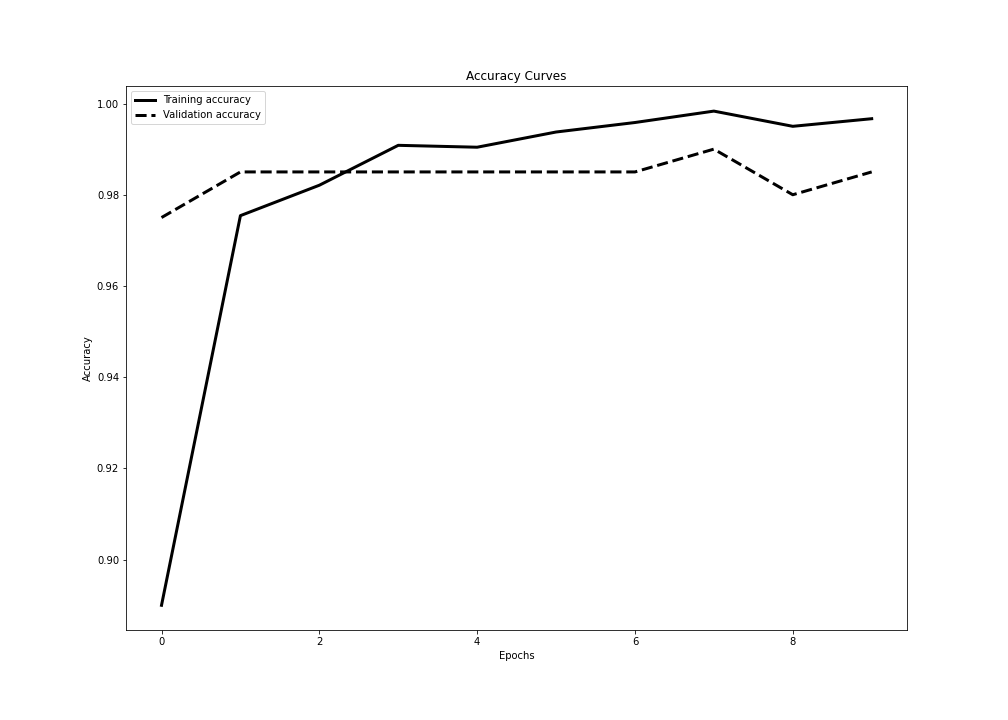 Accuracy Curves
Training accuracy
Validation accuracy
1.00
0.98
0.96
0.94
0.92
0.90
Accuracy
0 2 4 6 8
Epochs